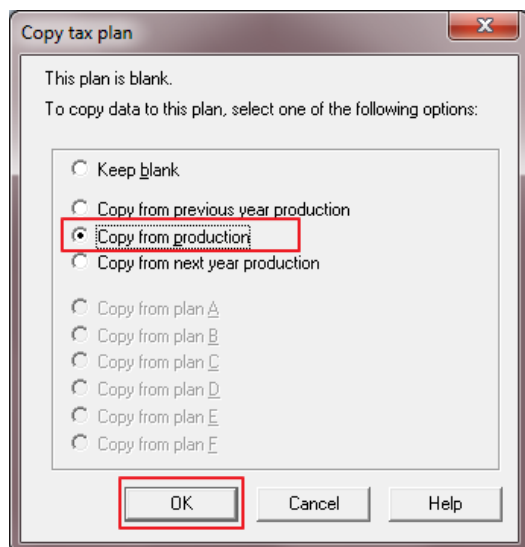 Copy tax plan
This plan is blank.
To copy data to this plan, select one of the following options:
Keep blank
Copy from previous year production
Copy from production
Copy from next year production
Copy from plan A
Copy from plan B
Copy from plan C
Copy from plan D
Copy from plan E
Copy from plan F
OK Cancel Help